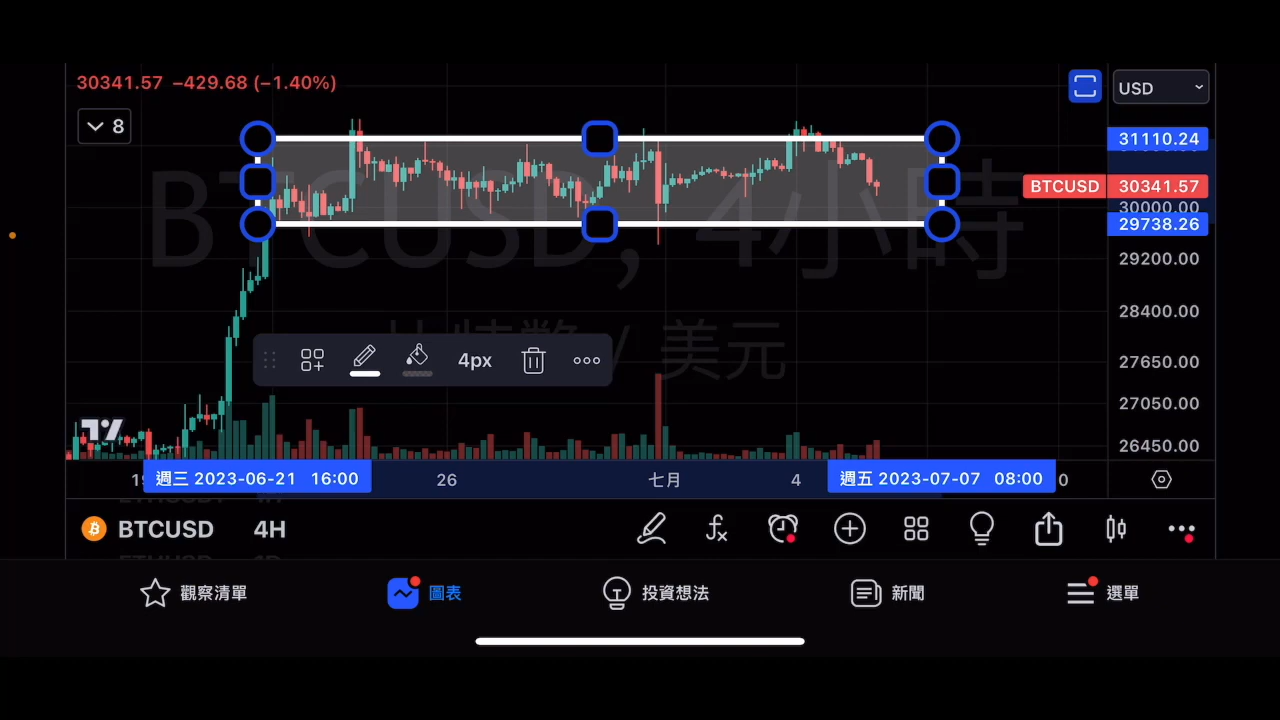 30341.57 −429.68 (−1.40%)
USD
8
31110.24
BTCUSD 30341.57
30000.00
29738.26
29200.00
28400.00
27650.00
27050.00
26450.00
BTCUSD, 4小時
比特幣 / 美元
4px
週三 2023-06-21 16:00
26
七月
4
週五 2023-07-07 08:00
BTCUSD 4H
觀察清單
圖表
投資想法
新聞
選單